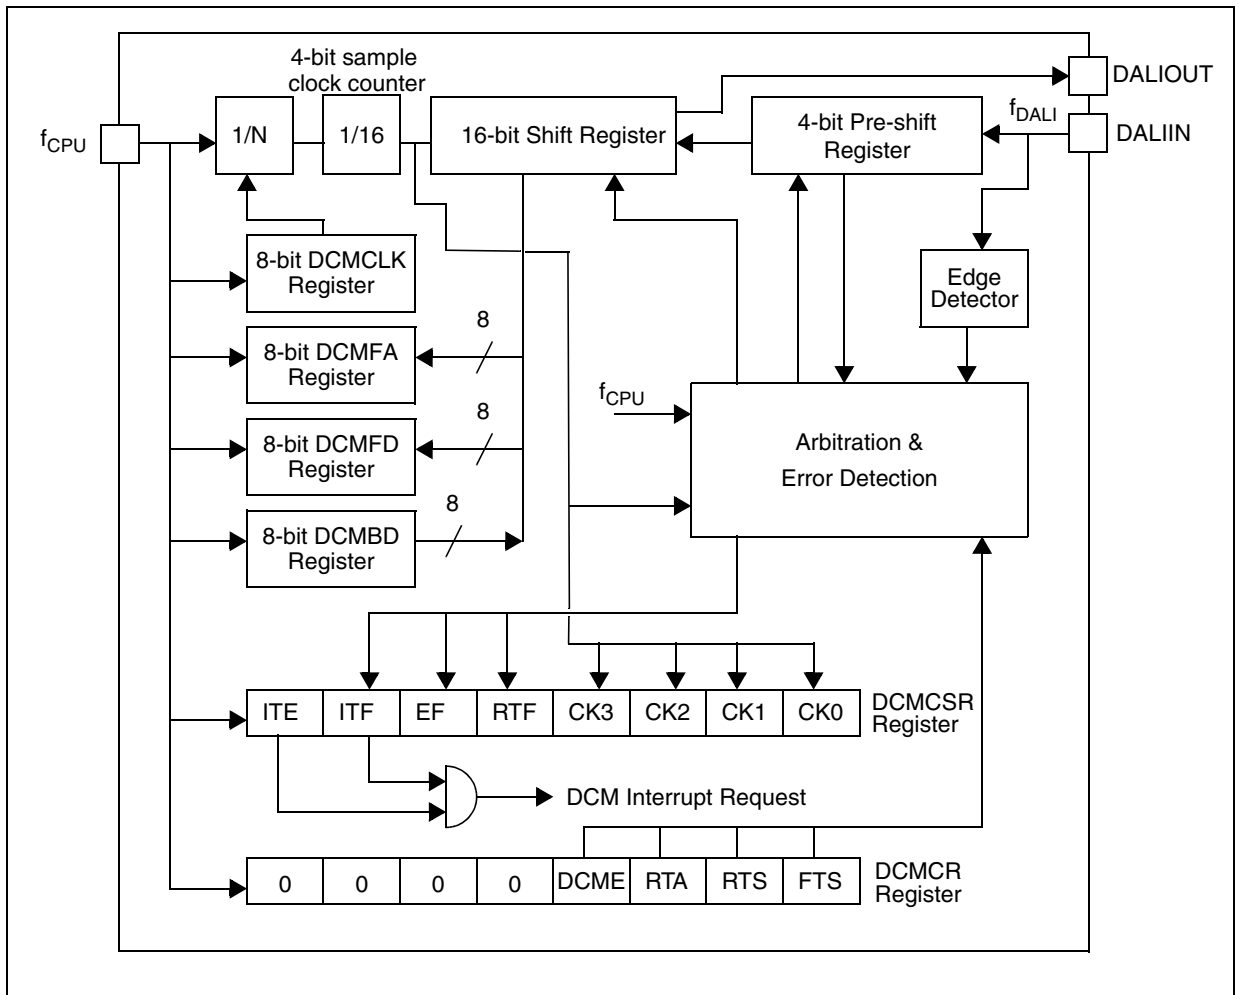 4-bit sample
clock counter
DALIOUT
fCPU
1/N
1/16
16-bit Shift Register
4-bit Pre-shift
Register
fDALI
DALIIN
8-bit DCMCLK
Register
Edge
Detector
8-bit DCMFA
Register
8
fCPU
8-bit DCMFD
Register
8
Arbitration &
Error Detection
8-bit DCMBD
Register
8
ITE
ITF
EF
RTF
CK3
CK2
CK1
CK0
DCMCSR
Register
DCM Interrupt Request
0
0
0
0
DCME
RTA
RTS
FTS
DCMCR
Register